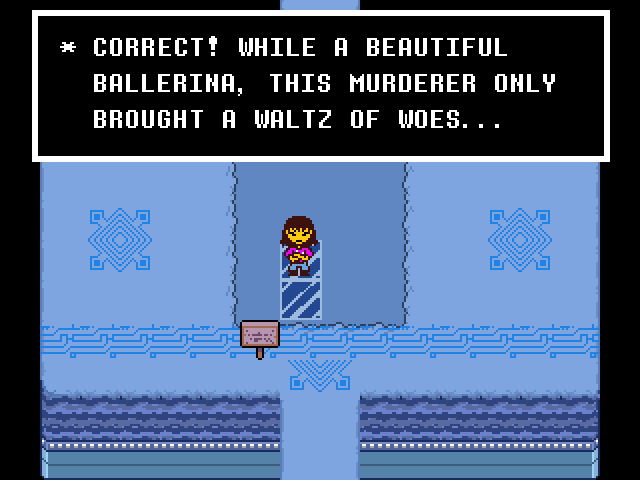 * CORRECT! WHILE A BEAUTIFUL
BALLERINA, THIS MURDERER ONLY
BROUGHT A WALTZ OF WOES...